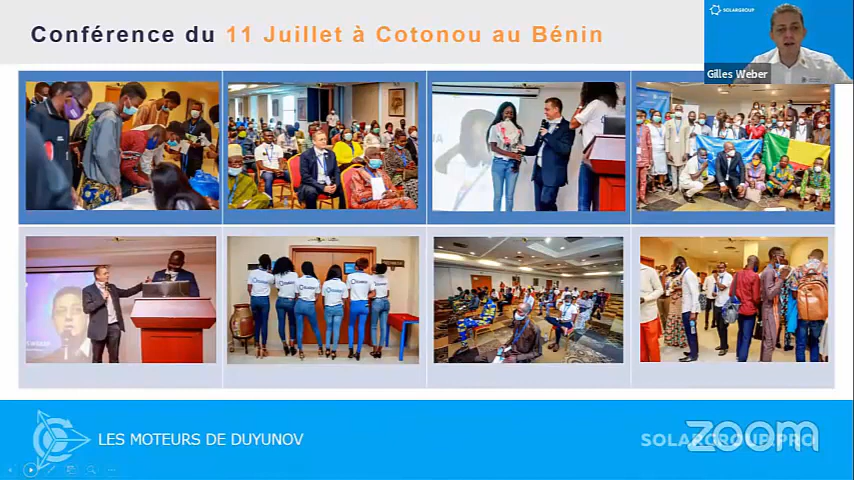 Conférence du 11 Juillet à Cotonou au Bénin
SOLARGROUP
Gilles Weber
LES MOTEURS DE DUYUNOV
SOLARGROUP.PRO
zoom